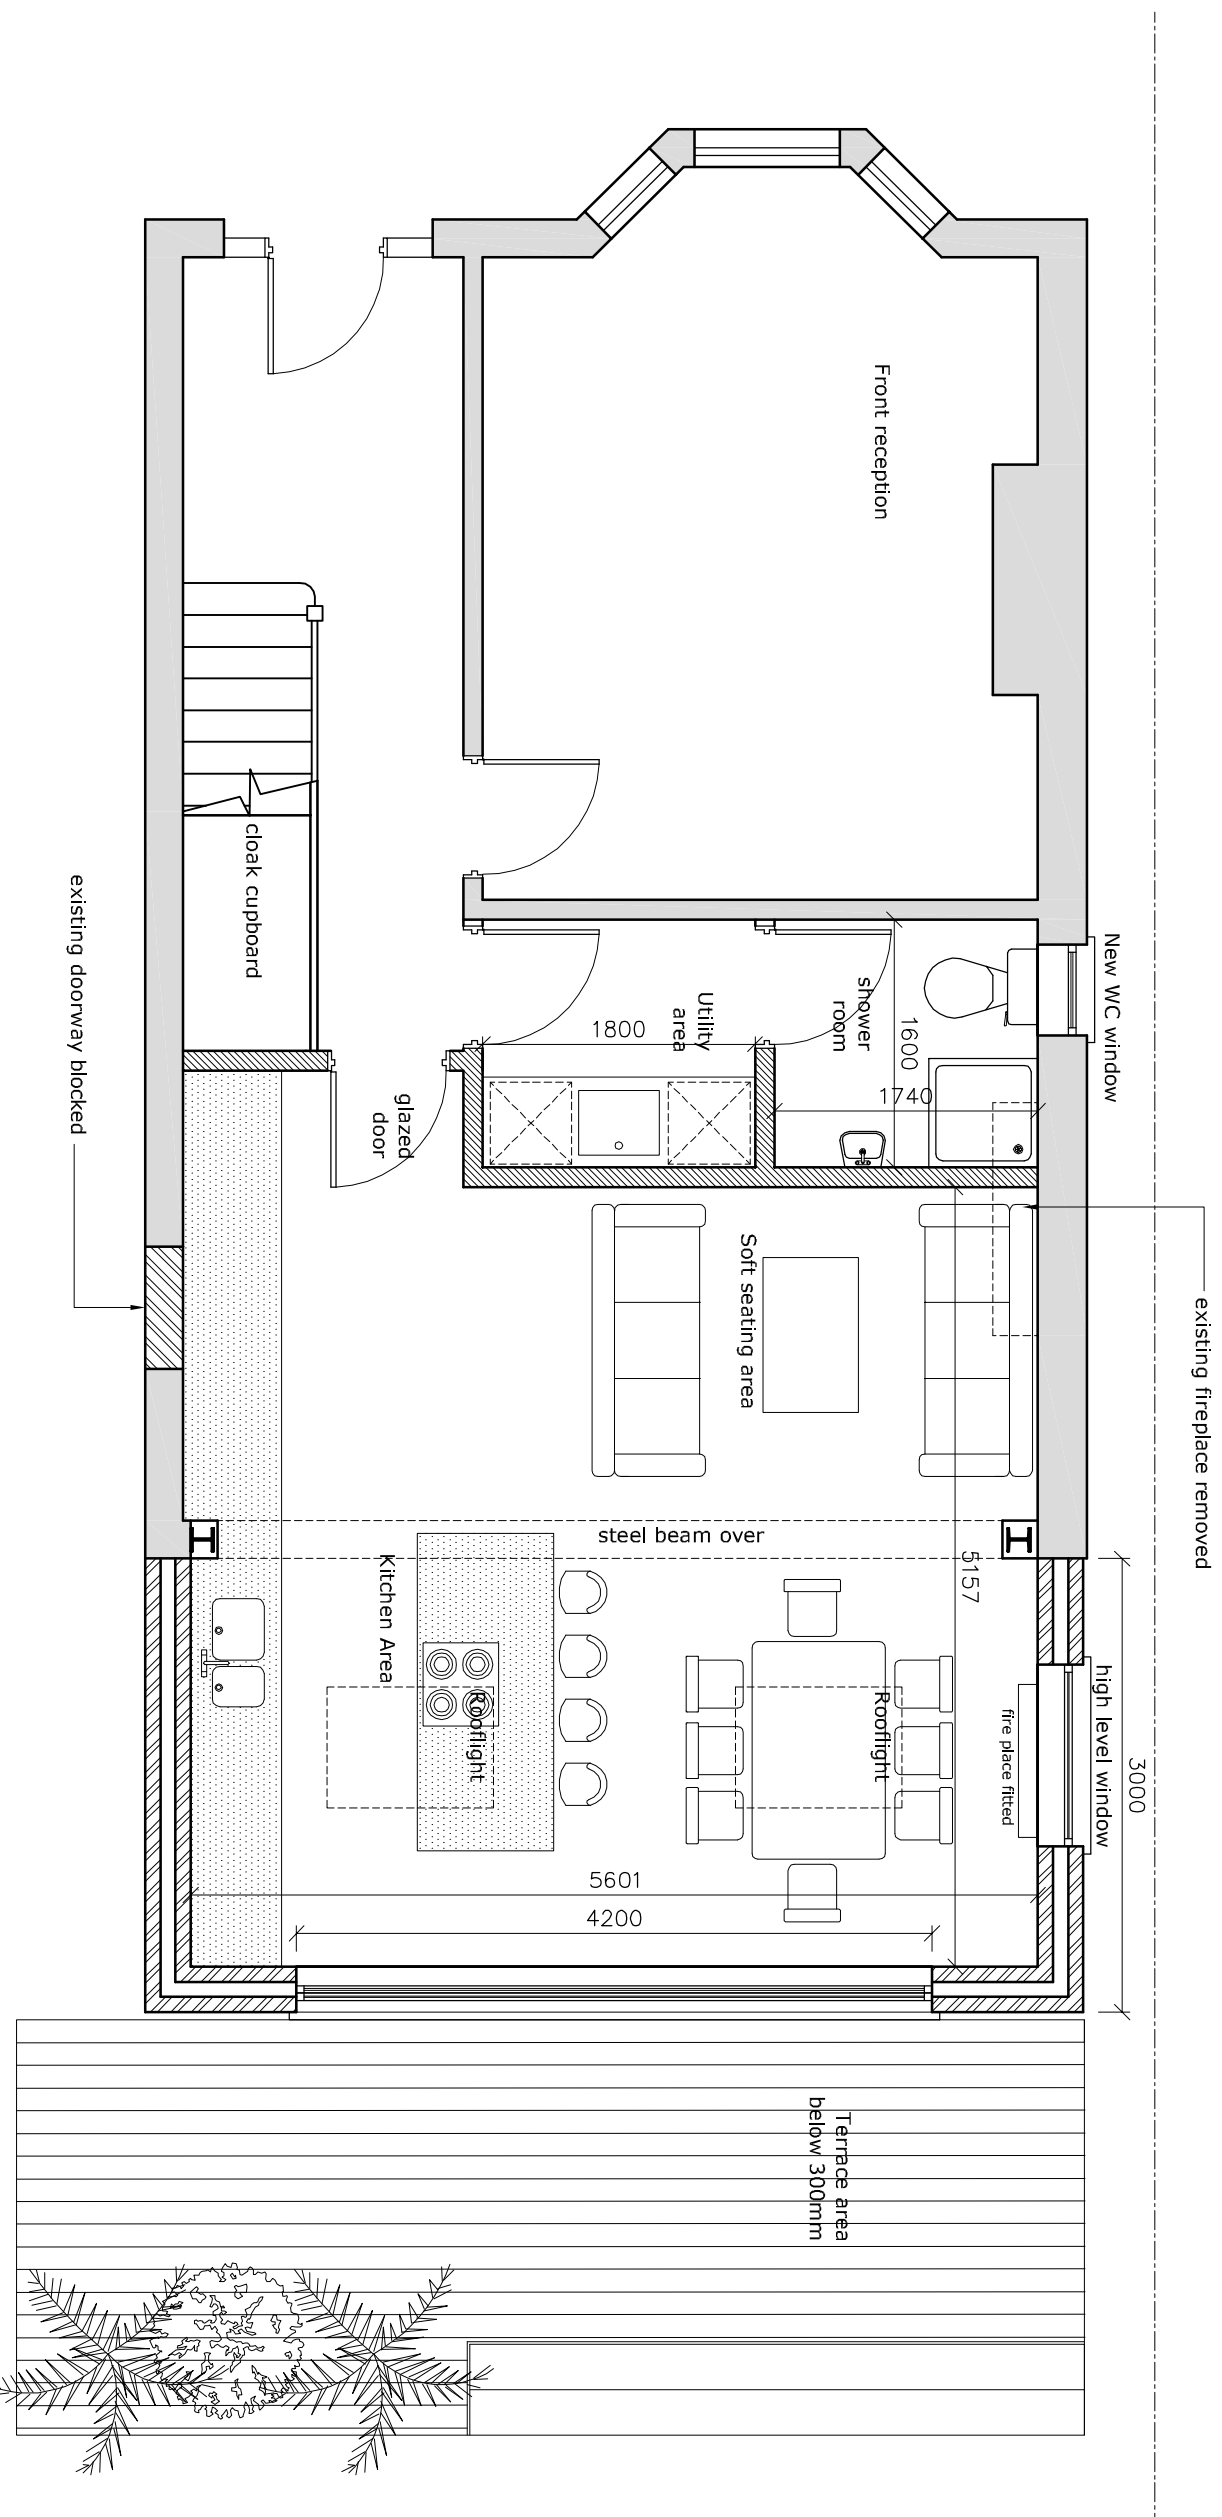 Front reception
cloak cupboard
existing doorway blocked
New WC window
shower
room
Utility
area
1800
1600
1740
glazed
door
existing fireplace removed
Soft seating area
steel beam over
5157
Kitchen Area
Rooflight
Rooflight
fire place fitted
high level window
3000
5601
4200
Terrace area
below 300mm